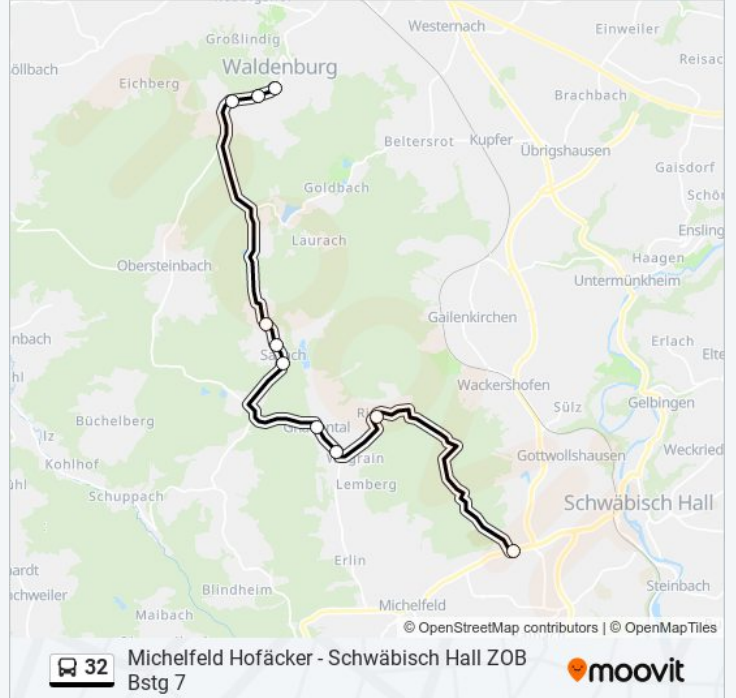 Westernach
Einweiler
Großlindig
Waldenburg
Eichberg
Brachbach
Beltersrot
Kupfer
Übrigshausen
Gaisdorf
Goldbach
Laurach
Obersteinbach
Haagen
Untermünkheim
Gailenkirchen
Erlach
Wackershofen
Sülz
Gelbingen
Büchelberg
Kohlhof
Gottwollshausen
Lemberg
Schuppach
Schwäbisch Hall
Erlin
Blindheim
Steinbach
Maibach
Michelfeld
© OpenStreetMap contributors | © OpenMapTiles
32 Michelfeld Hofäcker - Schwäbisch Hall ZOB
Bstg 7
moovit